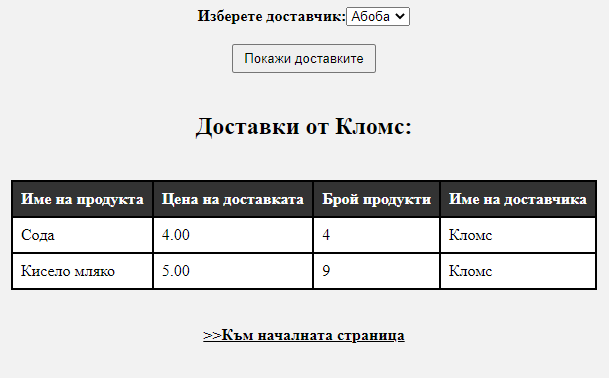 Изберете доставчик: Абоба
Покажи доставките
Доставки от Кломс:
Име на продукта Цена на доставката Брой продукти Име на доставчика
Сода 4.00 4 Кломс
Кисело мляко 5.00 9 Кломс
>>Към началната страница